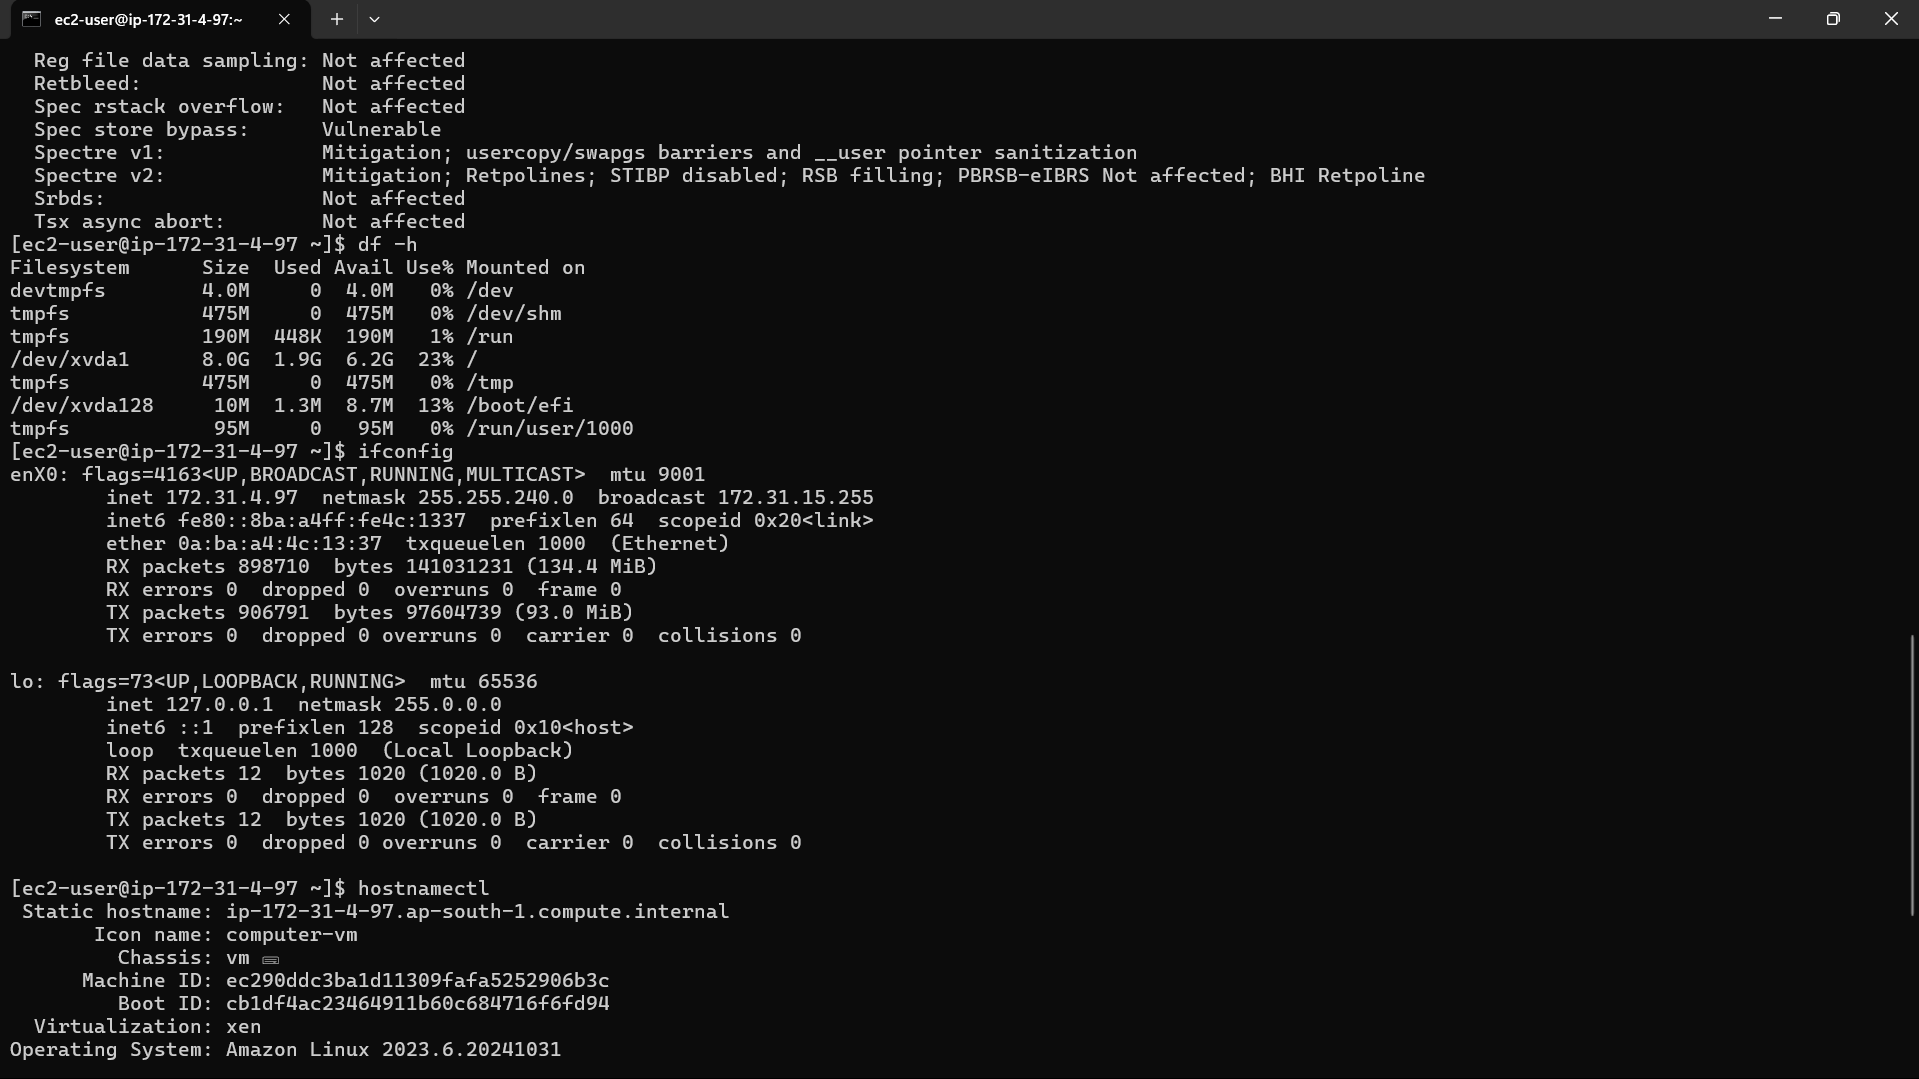 ec2-user@ip-172-31-4-97:~
Reg file data sampling: Not affected
Retbleed: Not affected
Spec rstack overflow: Not affected
Spec store bypass: Vulnerable
Spectre v1: Mitigation; usercopy/swapgs barriers and __user pointer sanitization
Spectre v2: Mitigation; Retpolines; STIBP disabled; RSB filling; PBRSB-eIBRS Not affected; BHI Retpoline
Srbds: Not affected
Tsx async abort: Not affected
[ec2-user@ip-172-31-4-97 ~]$ df -h
Filesystem Size Used Avail Use% Mounted on
devtmpfs 4.0M 0 4.0M 0% /dev
tmpfs 475M 0 475M 0% /dev/shm
tmpfs 190M 448K 190M 1% /run
/dev/xvda1 8.0G 1.9G 6.2G 23% /
tmpfs 475M 0 475M 0% /tmp
/dev/xvda128 10M 1.3M 8.7M 13% /boot/efi
tmpfs 95M 0 95M 0% /run/user/1000
[ec2-user@ip-172-31-4-97 ~]$ ifconfig
enX0: flags=4163<UP,BROADCAST,RUNNING,MULTICAST> mtu 9001
inet 172.31.4.97 netmask 255.255.240.0 broadcast 172.31.15.255
inet6 fe80::8ba:a4ff:fe4c:1337 prefixlen 64 scopeid 0x20<link>
ether 0a:ba:a4:4c:13:37 txqueuelen 1000 (Ethernet)
RX packets 898710 bytes 141031231 (134.4 MiB)
RX errors 0 dropped 0 overruns 0 frame 0
TX packets 906791 bytes 97604739 (93.0 MiB)
TX errors 0 dropped 0 overruns 0 carrier 0 collisions 0
lo: flags=73<UP,LOOPBACK,RUNNING> mtu 65536
inet 127.0.0.1 netmask 255.0.0.0
inet6 ::1 prefixlen 128 scopeid 0x10<host>
loop txqueuelen 1000 (Local Loopback)
RX packets 12 bytes 1020 (1020.0 B)
RX errors 0 dropped 0 overruns 0 frame 0
TX packets 12 bytes 1020 (1020.0 B)
TX errors 0 dropped 0 overruns 0 carrier 0 collisions 0
[ec2-user@ip-172-31-4-97 ~]$ hostnamectl
Static hostname: ip-172-31-4-97.ap-south-1.compute.internal
Icon name: computer-vm
Chassis: vm
Machine ID: ec290ddc3ba1d11309fafa5252906b3c
Boot ID: cb1df4ac23464911b60c684716f6fd94
Virtualization: xen
Operating System: Amazon Linux 2023.6.20241031